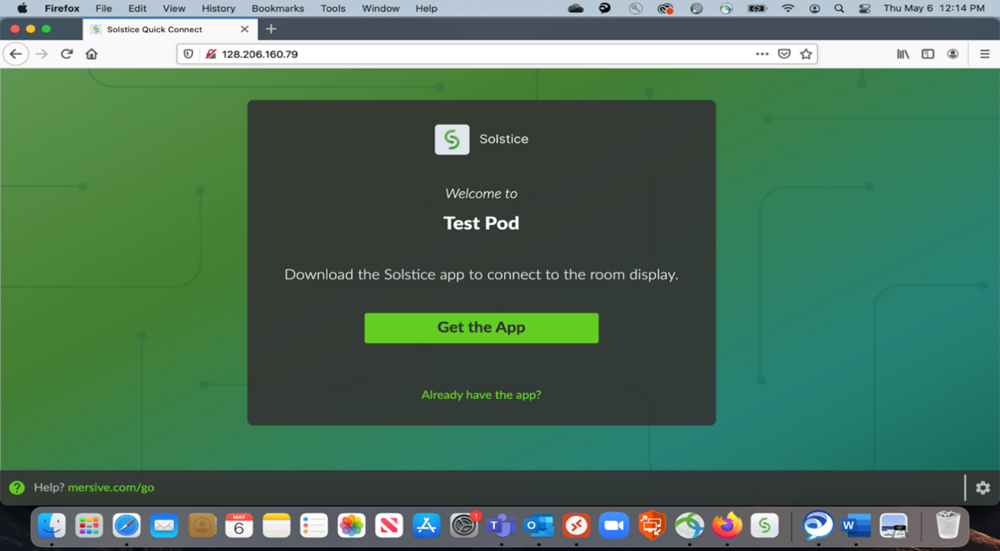 Firefox File Edit View History Bookmarks Tools Window Help Thu May 6 12:14 PM
Solstice Quick Connect
128.206.160.79
Solstice
Welcome to
Test Pod
Download the Solstice app to connect to the room display.
Get the App
Already have the app?
Help? mersive.com/go
MAY
6
1